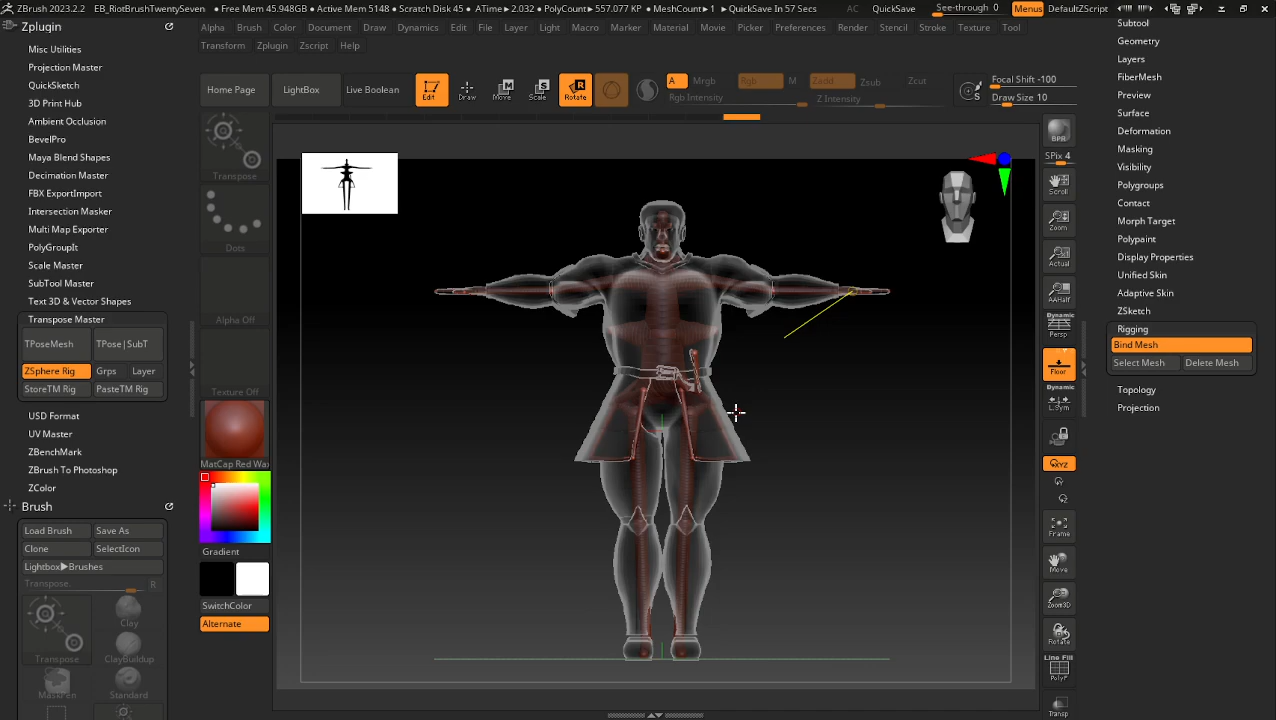 ZBrush 2023.2.2 EB_RiotBrushTwentySeven • Free Mem 45.948GB • Active Mem 5148 • Scratch Disk 45 • ATime ▸ 2.032 • PolyCount ▸ 557.077 KP • MeshCount ▸ 1 ▸ QuickSave In 57 Secs AC QuickSave See-through 0 Menus DefaultZScript
Zplugin
Alpha Brush Color Document Draw Dynamics Edit File Layer Light Macro Marker Material Movie Picker Preferences Render Stencil Stroke Texture Tool
Transform Zplugin Zscript Help
Misc Utilities
Projection Master
QuickSketch
3D Print Hub
Ambient Occlusion
BevelPro
Maya Blend Shapes
Decimation Master
FBX ExportImport
Intersection Masker
Multi Map Exporter
PolyGroupIt
Scale Master
SubTool Master
Text 3D & Vector Shapes
Transpose Master
TPoseMesh TPose|SubT
ZSphere Rig Grps Layer
StoreTM Rig PasteTM Rig
USD Format
UV Master
ZBenchMark
ZBrush To Photoshop
ZColor
Brush
Load Brush Save As
Clone SelectIcon
Lightbox▶Brushes
Transpose. R
Transpose Clay
ClayBuildup
MaskPen Standard
Home Page LightBox Live Boolean Edit Draw Move Scale Rotate
A Mrgb Rgb M Zadd Zsub Zcut
Rgb Intensity Z Intensity
Focal Shift -100
Draw Size 10
Transpose
Dots
Alpha Off
Texture Off
MatCap Red Wax
Gradient
SwitchColor
Alternate
BPR
SPix 4
Scroll
Zoom
Actual
AAHalf
Dynamic
Persp
Floor
Dynamic
L.Sym
XYZ
Frame
Move
Zoom3D
Rotate
Line Fill
PolyF
Transp
Subtool
Geometry
Layers
FiberMesh
Preview
Surface
Deformation
Masking
Visibility
Polygroups
Contact
Morph Target
Polypaint
Display Properties
Unified Skin
Adaptive Skin
ZSketch
Rigging
Bind Mesh
Select Mesh Delete Mesh
Topology
Projection